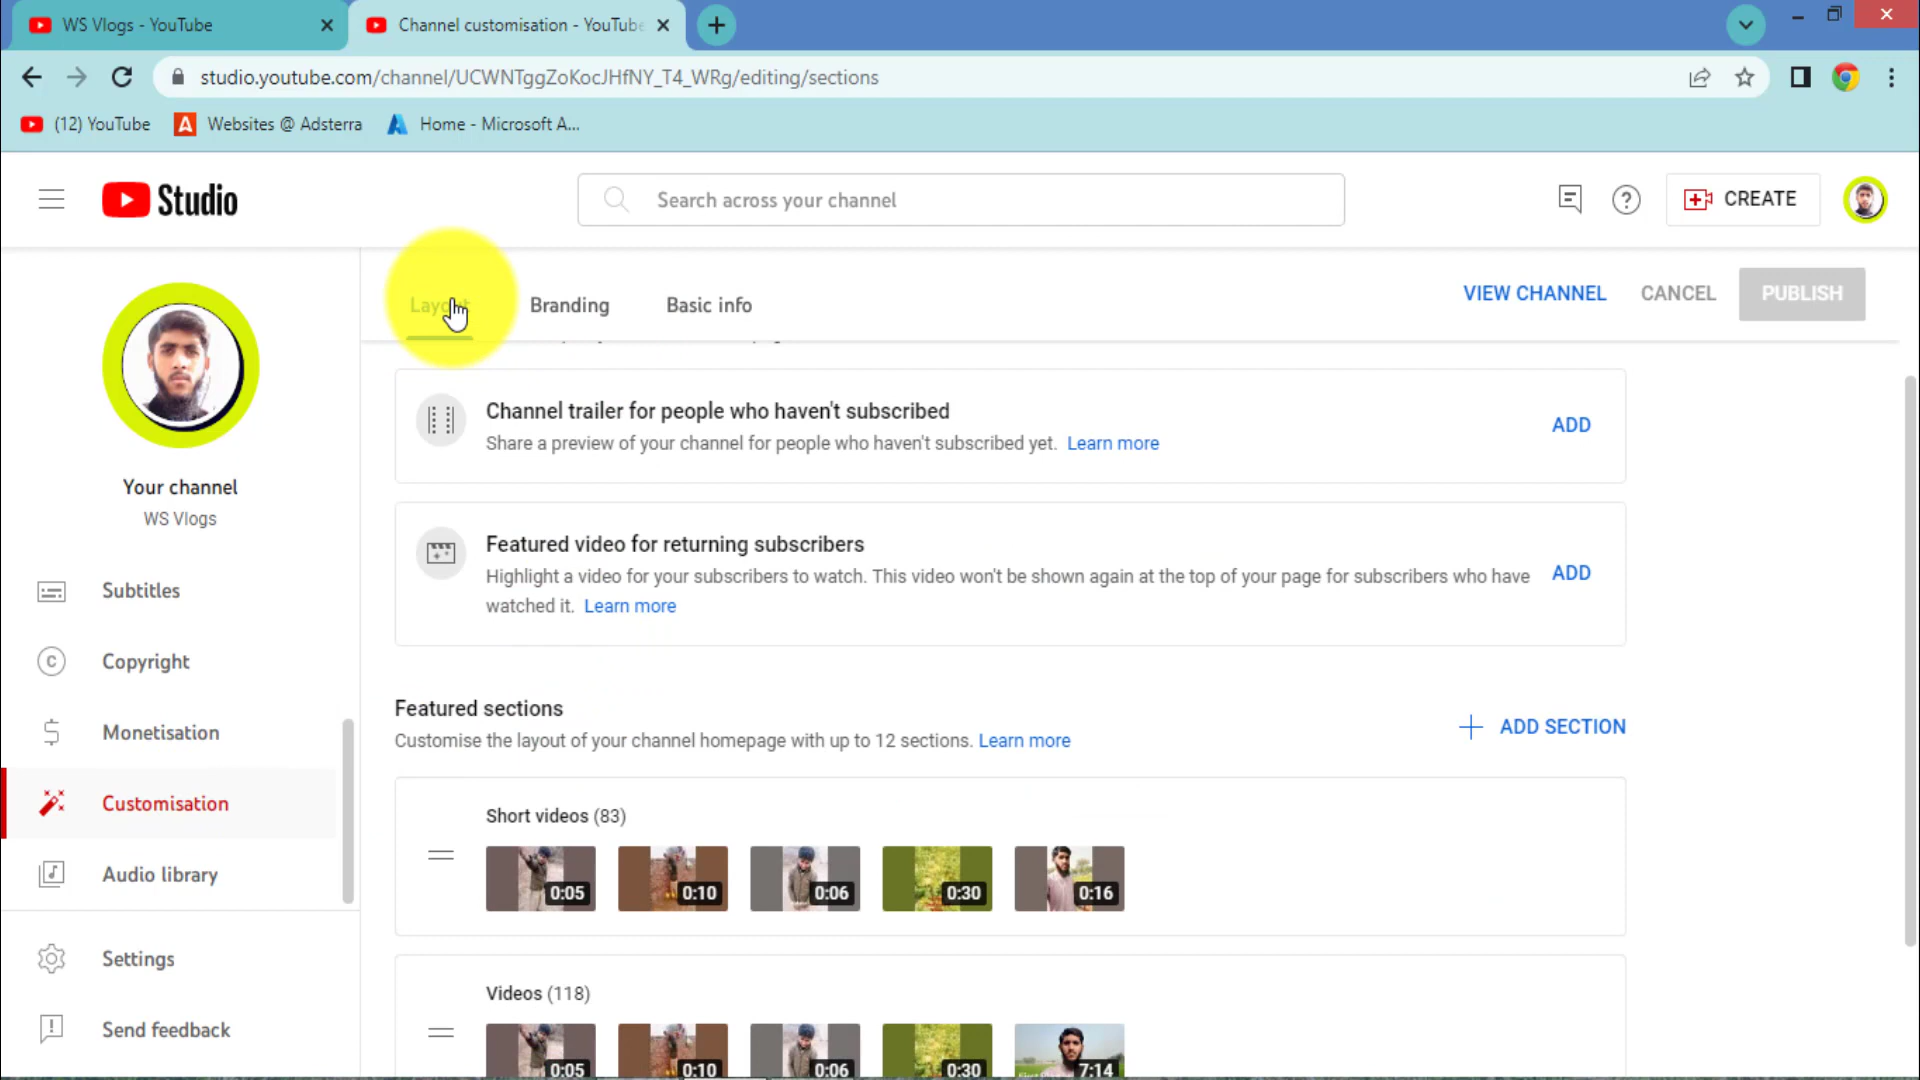 WS Vlogs - YouTube
Channel customisation - YouTube
studio.youtube.com/channel/UCWNTggZoKocJHfNY_T4_WRg/editing/sections
(12) YouTube
Websites @ Adsterra
Home - Microsoft A...
Studio
Search across your channel
CREATE
Layout
Branding
Basic info
VIEW CHANNEL
CANCEL
PUBLISH
Your channel
WS Vlogs
Subtitles
Copyright
Monetisation
Customisation
Audio library
Settings
Send feedback
Channel trailer for people who haven't subscribed
Share a preview of your channel for people who haven't subscribed yet. Learn more
ADD
Featured video for returning subscribers
Highlight a video for your subscribers to watch. This video won't be shown again at the top of your page for subscribers who have
watched it. Learn more
ADD
Featured sections
Customise the layout of your channel homepage with up to 12 sections. Learn more
ADD SECTION
Short videos (83)
0:05
0:10
0:06
0:30
0:16
Videos (118)
0:05
0:10
0:06
0:30
7:14